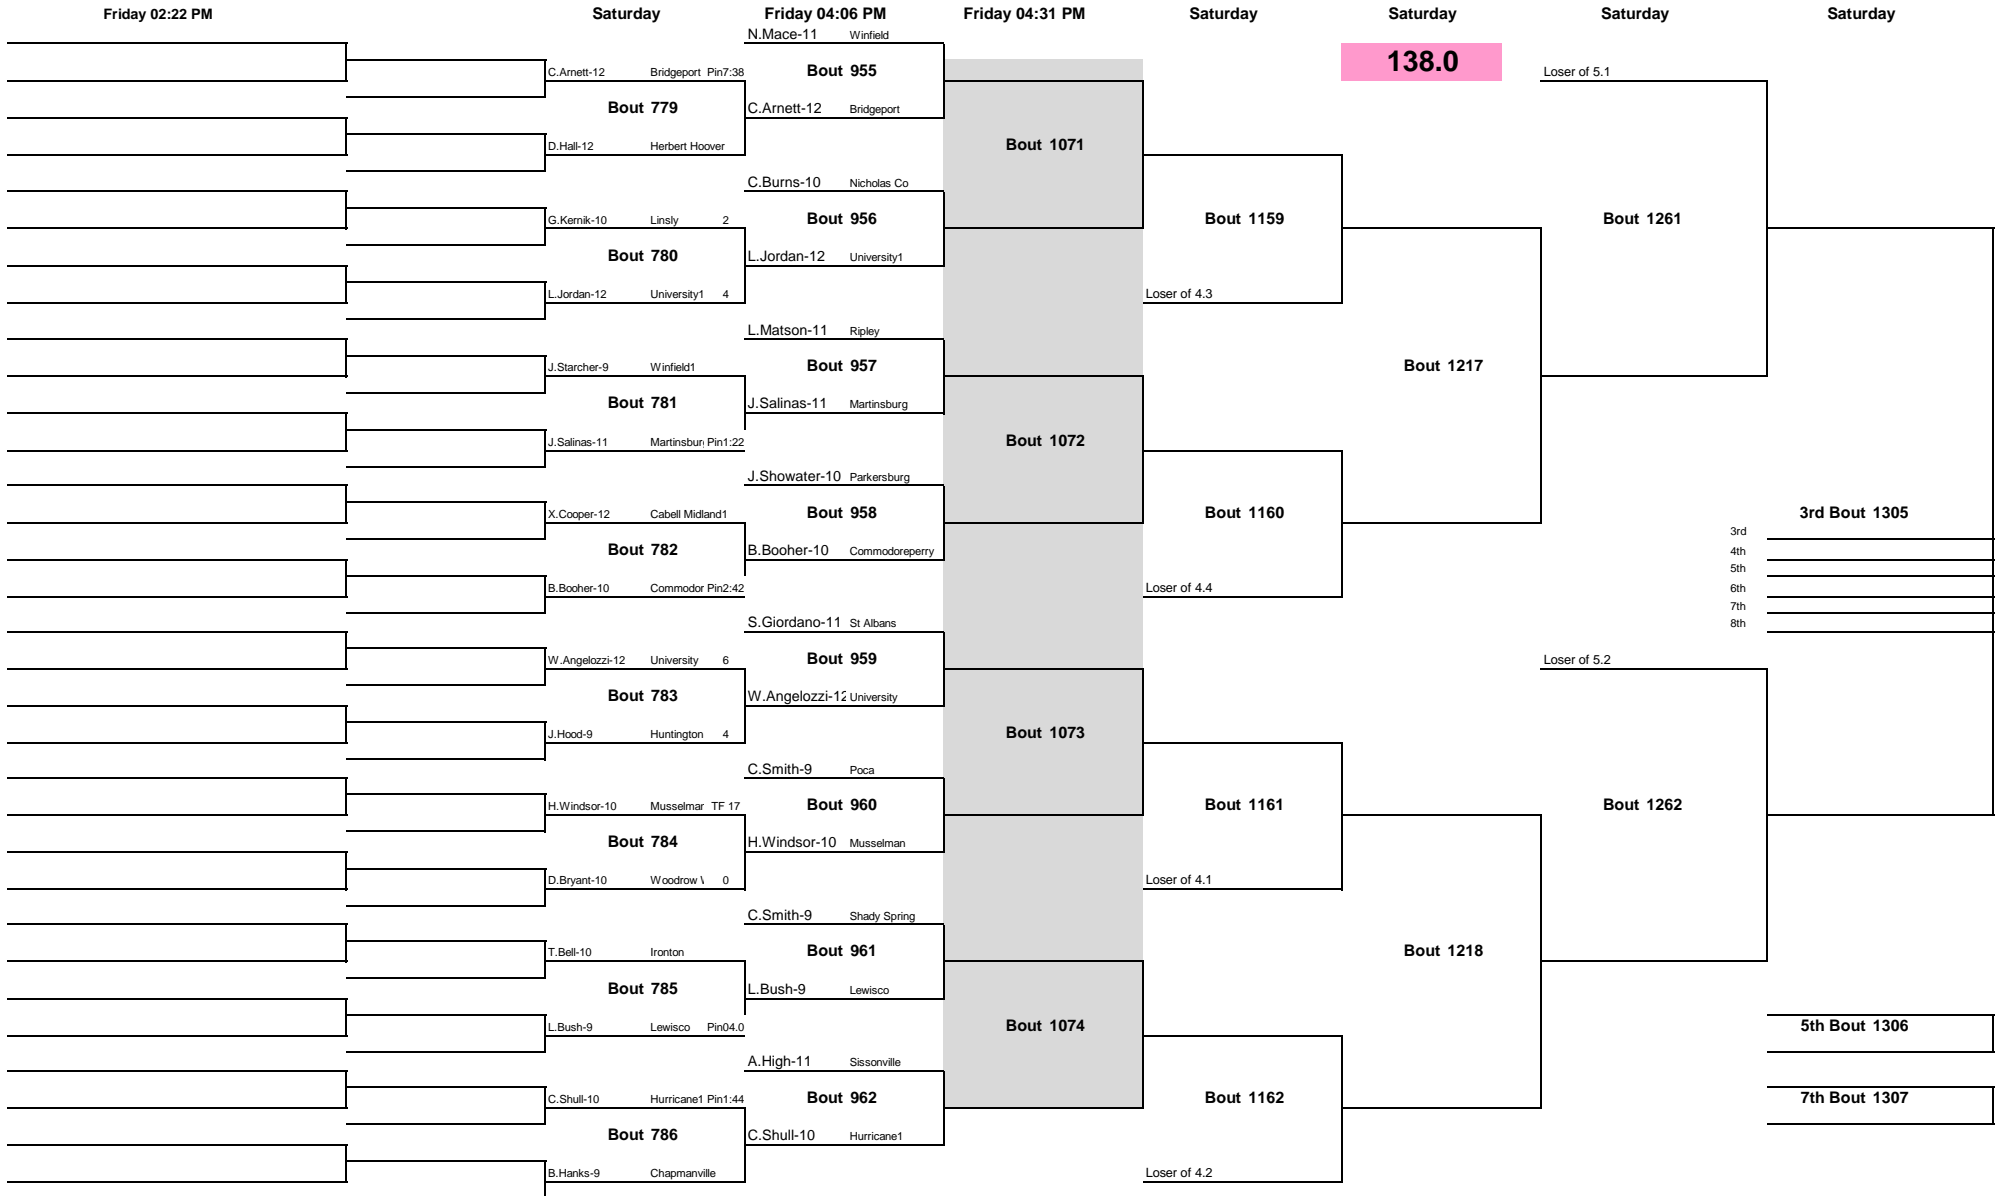 Friday 02:22 PM Saturday Friday 04:06 PM Friday 04:31 PM Saturday Saturday Saturday Saturday
N.Mace-11 Winfield
138.0
C.Arnett-12 Bridgeport Pin7:38 Bout 955 Loser of 5.1
Bout 779 C.Arnett-12 Bridgeport
D.Hall-12 Herbert Hoover Bout 1071
C.Burns-10 Nicholas Co
G.Kernik-10 Linsly 2 Bout 956 Bout 1159 Bout 1261
Bout 780 L.Jordan-12 University1
L.Jordan-12 University1 4 Loser of 4.3
L.Matson-11 Ripley
J.Starcher-9 Winfield1 Bout 957 Bout 1217
Bout 781 J.Salinas-11 Martinsburg
J.Salinas-11 Martinsbur Pin1:22 Bout 1072
J.Showater-10 Parkersburg
X.Cooper-12 Cabell Midland1 Bout 958 Bout 1160 3rd Bout 1305
3rd
Bout 782 B.Booher-10 Commodoreperry 4th
5th
B.Booher-10 Commodor Pin2:42 Loser of 4.4 6th
7th
S.Giordano-11 St Albans 8th
W.Angelozzi-12 University 6 Bout 959 Loser of 5.2
Bout 783 W.Angelozzi-12 University
J.Hood-9 Huntington 4 Bout 1073
C.Smith-9 Poca
H.Windsor-10 Musselmar TF 17 Bout 960 Bout 1161 Bout 1262
Bout 784 H.Windsor-10 Musselman
D.Bryant-10 Woodrow 0 Loser of 4.1
C.Smith-9 Shady Spring
T.Bell-10 Ironton Bout 961 Bout 1218
Bout 785 L.Bush-9 Lewisco
L.Bush-9 Lewisco Pin04.0 Bout 1074 5th Bout 1306
A.High-11 Sissonville
C.Shull-10 Hurricane1 Pin1:44 Bout 962 Bout 1162 7th Bout 1307
Bout 786 C.Shull-10 Hurricane1
B.Hanks-9 Chapmanville Loser of 4.2